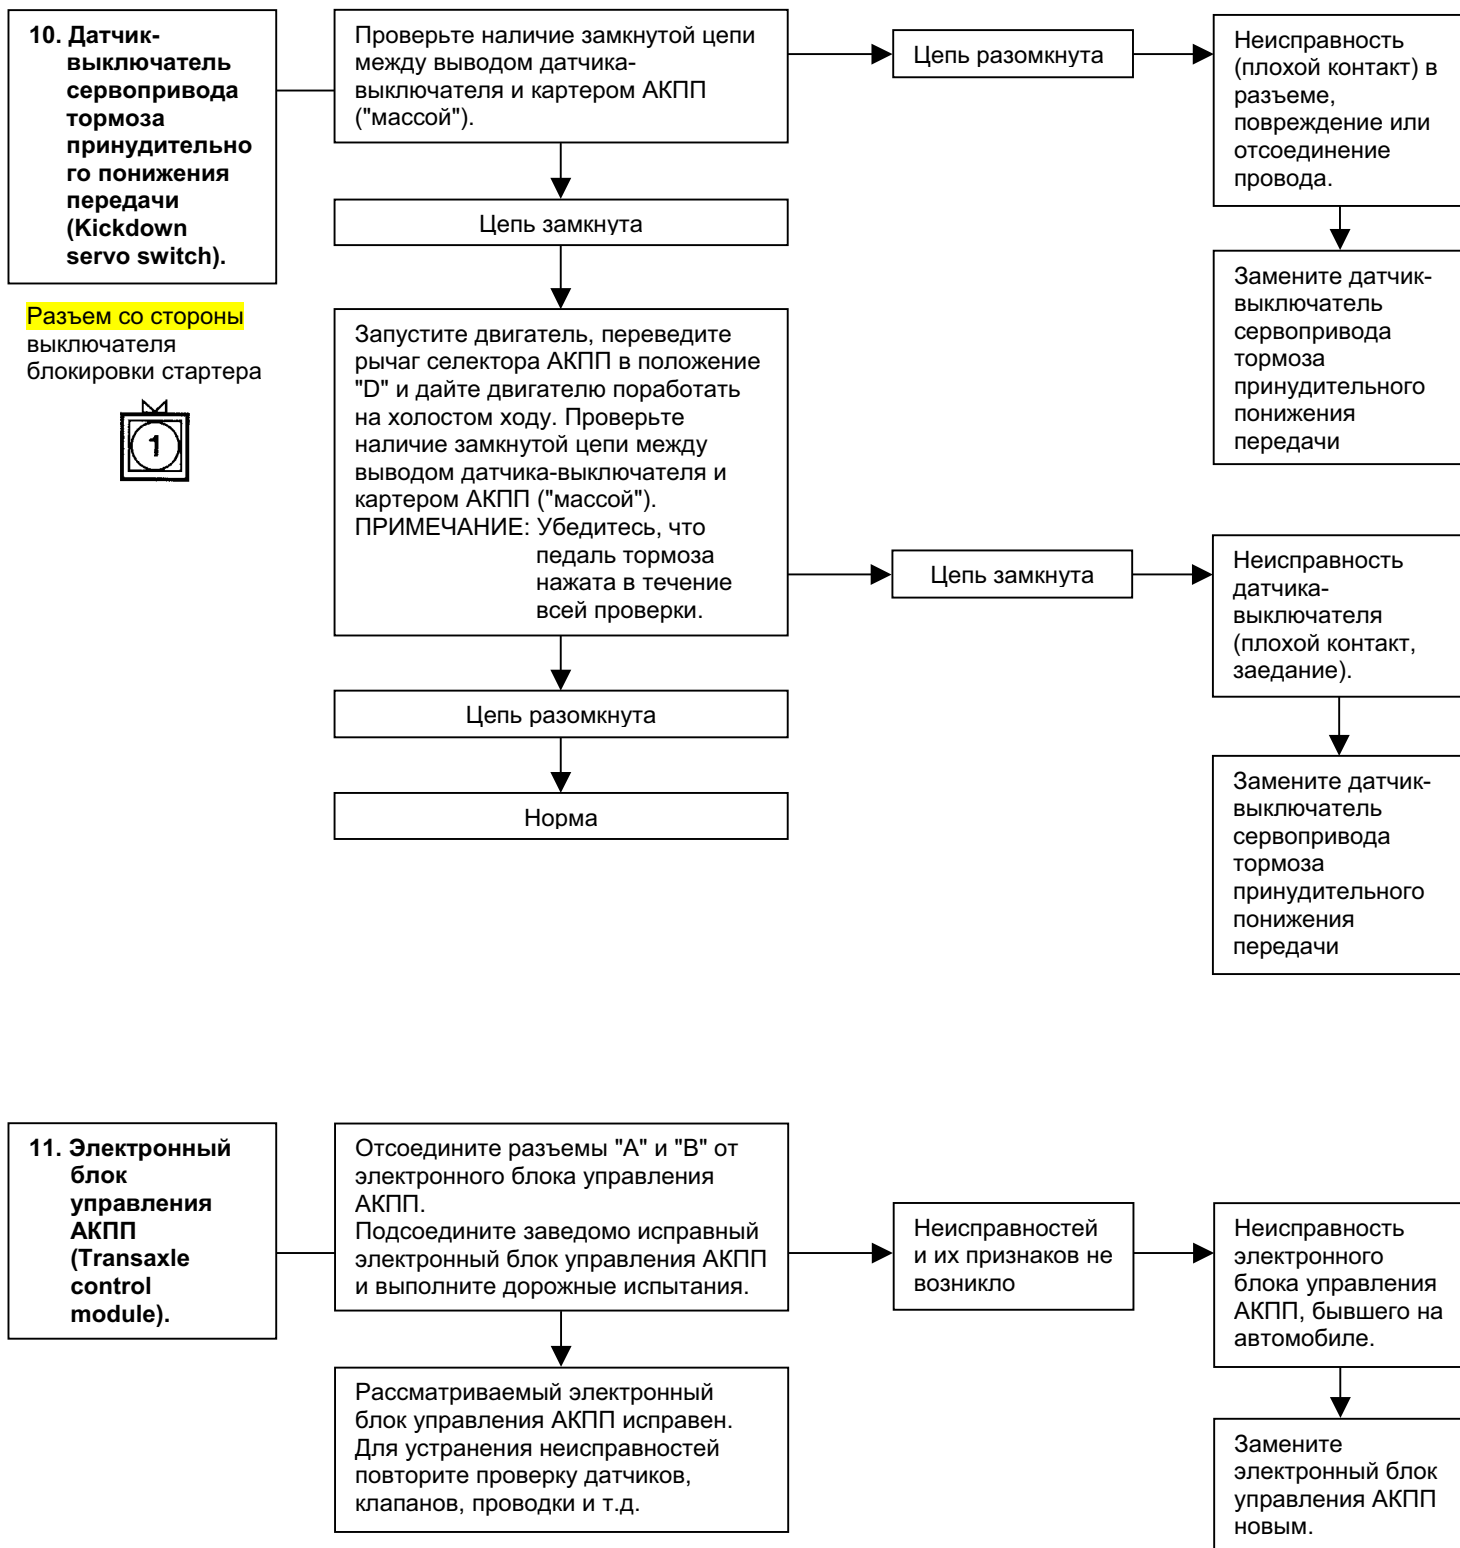 10. Датчик-
выключатель
сервопривода
тормоза
принудительно
го понижения
передачи
(Kickdown
servo switch).
Разъем со стороны
выключателя
блокировки стартера
1
Проверьте наличие замкнутой цепи
между выводом датчика-
выключателя и картером АКПП
("массой").
Цепь разомкнута
Неисправность
(плохой контакт) в
разъеме,
повреждение или
отсоединение
провода.
Замените датчик-
выключатель
сервопривода
тормоза
принудительного
понижения
передачи
Цепь замкнута
Запустите двигатель, переведите
рычаг селектора АКПП в положение
"D" и дайте двигателю поработать
на холостом ходу. Проверьте
наличие замкнутой цепи между
выводом датчика-выключателя и
картером АКПП ("массой").
ПРИМЕЧАНИЕ: Убедитесь, что
педаль тормоза
нажата в течение
всей проверки.
Цепь замкнута
Неисправность
датчика-
выключателя
(плохой контакт,
заедание).
Замените датчик-
выключатель
сервопривода
тормоза
принудительного
понижения
передачи
Цепь разомкнута
Норма
11. Электронный
блок
управления
АКПП
(Transaxle
control
module).
Отсоедините разъемы "А" и "В" от
электронного блока управления
АКПП.
Подсоедините заведомо исправный
электронный блок управления АКПП
и выполните дорожные испытания.
Неисправностей
и их признаков не
возникло
Неисправность
электронного
блока управления
АКПП, бывшего на
автомобиле.
Замените
электронный блок
управления АКПП
новым.
Рассматриваемый электронный
блок управления АКПП исправен.
Для устранения неисправностей
повторите проверку датчиков,
клапанов, проводки и т.д.